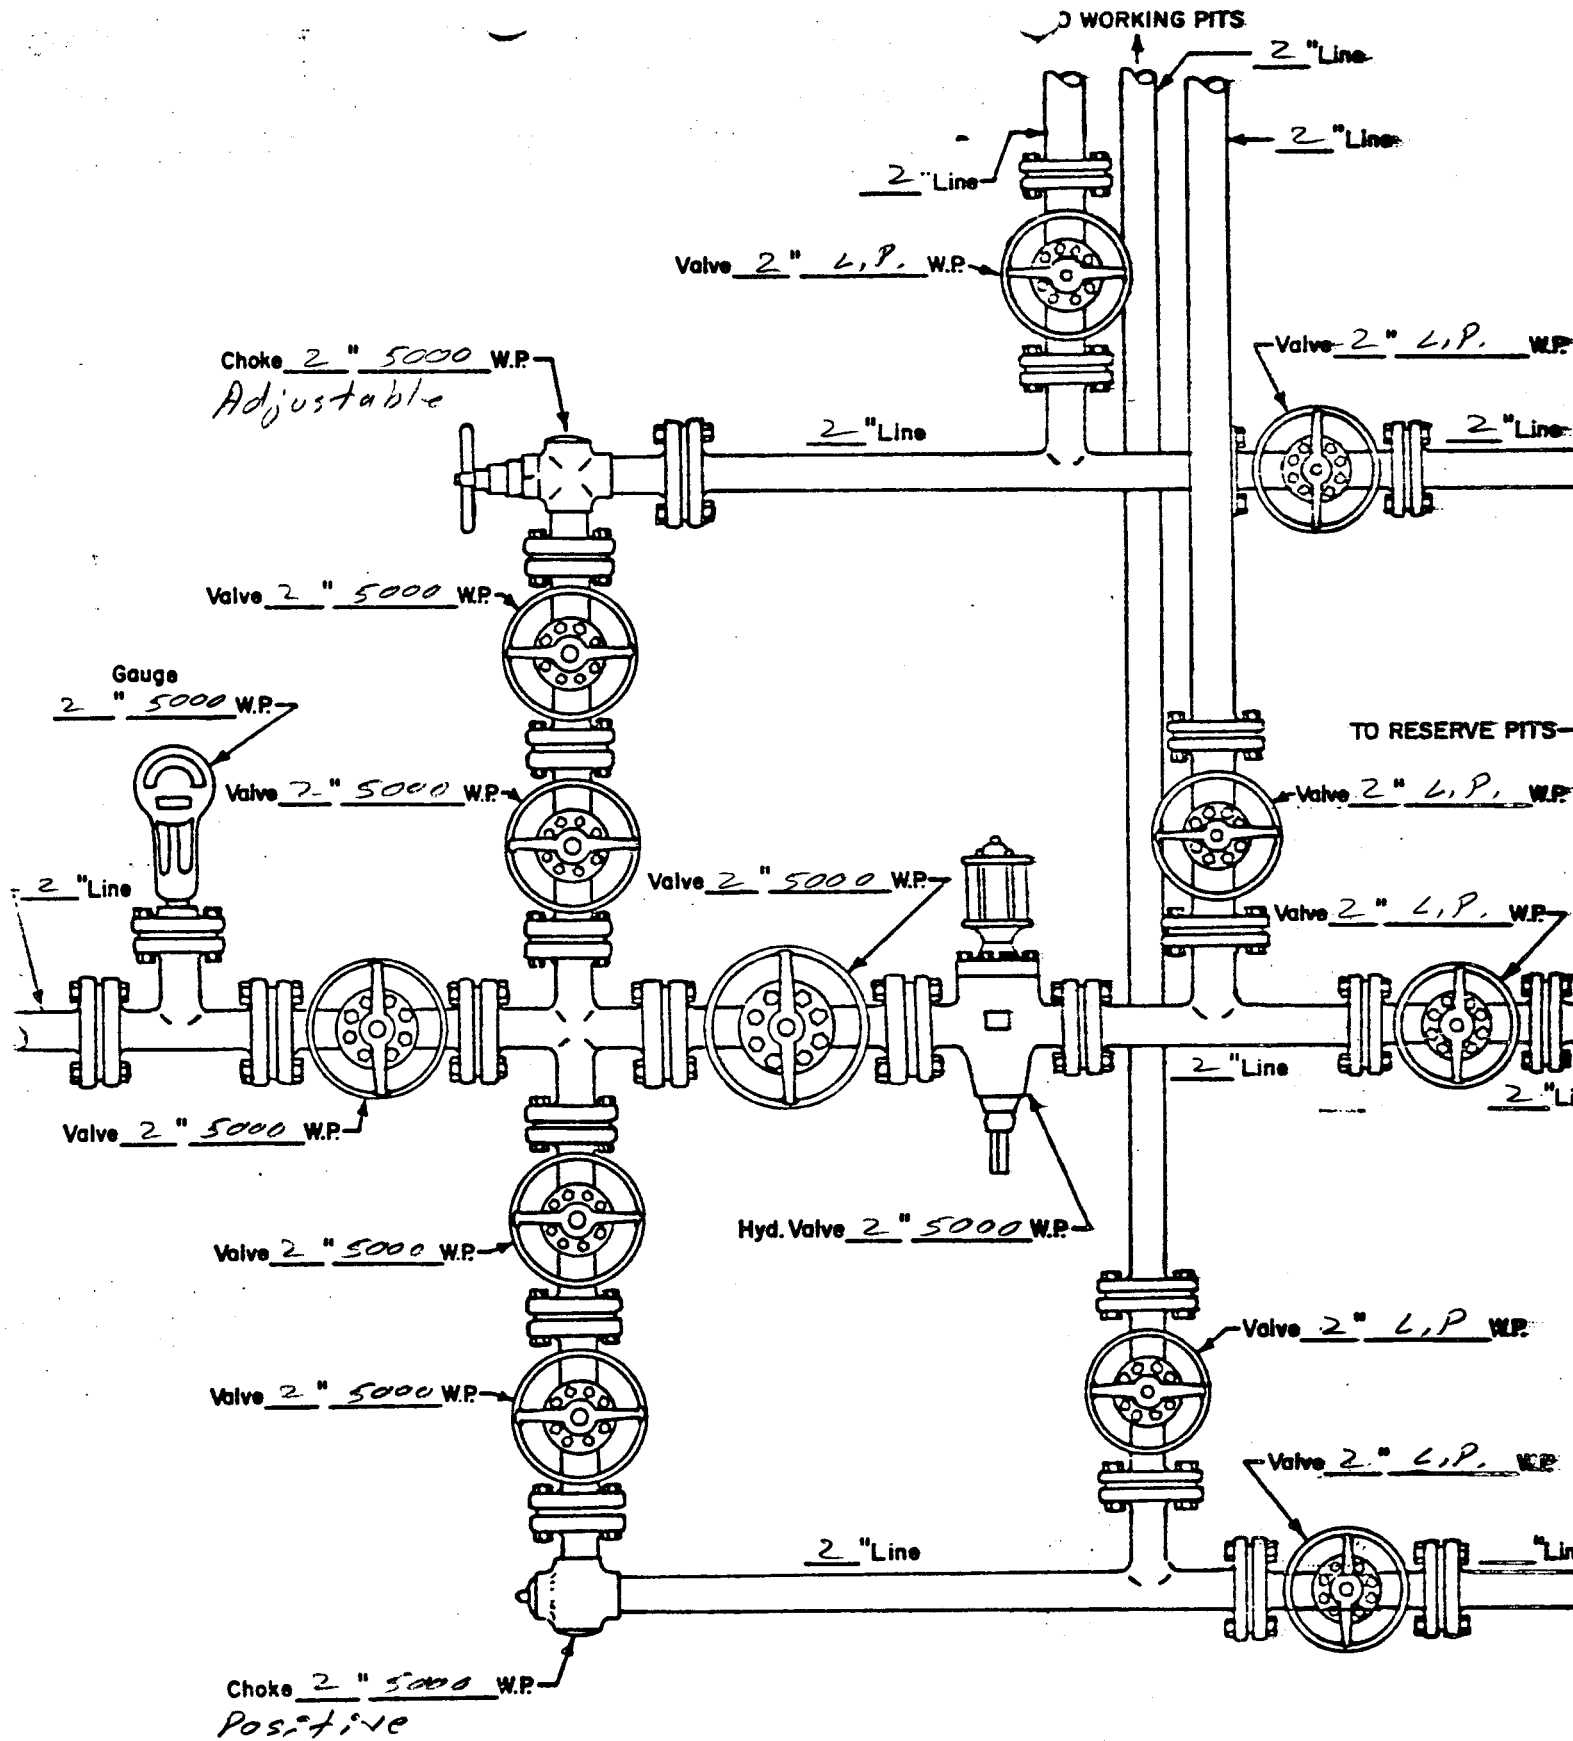 O WORKING PITS
2 "Line
2 "Line
2 "Line
Valve 2 " L.P. W.P.
Choke 2 " 5000 W.P.
Adjustable
Valve 2 " L.P. W.P.
2 "Line
2 "Line
Valve 2 " 5000 W.P.
Gauge
2 " 5000 W.P.
TO RESERVE PITS
Valve 2 " 5000 W.P.
Valve 2 " L.P. W.P.
2 "Line
Valve 2 " 5000 W.P.
Valve 2 " L.P. W.P.
2 "Line
2 "Li
Valve 2 " 5000 W.P.
Hyd. Valve 2 " 5000 W.P.
Valve 2 " 5000 W.P.
Valve 2 " L.P W.P.
Valve 2 " 5000 W.P.
Valve 2 " L.P. W.P.
2 "Line
"Lin
Choke 2 " 5000 W.P.
Positive